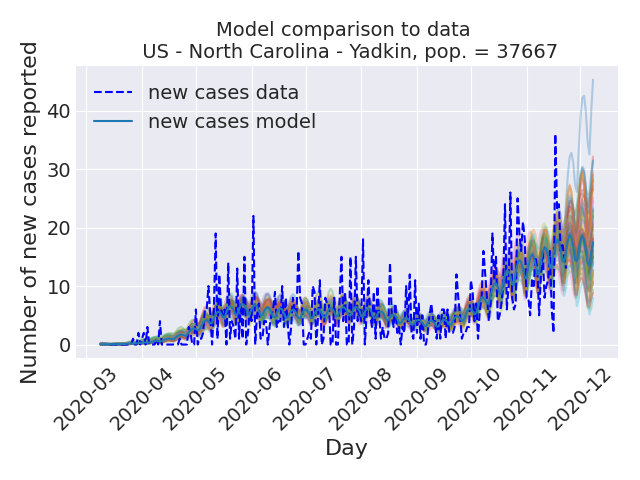 Model comparison to data
US - North Carolina - Yadkin, pop. = 37667
Number of new cases reported
new cases data
new cases model
40
30
20
10
0
2020-03
2020-04
2020-05
2020-06
2020-07
2020-08
2020-09
2020-10
2020-11
2020-12
Day